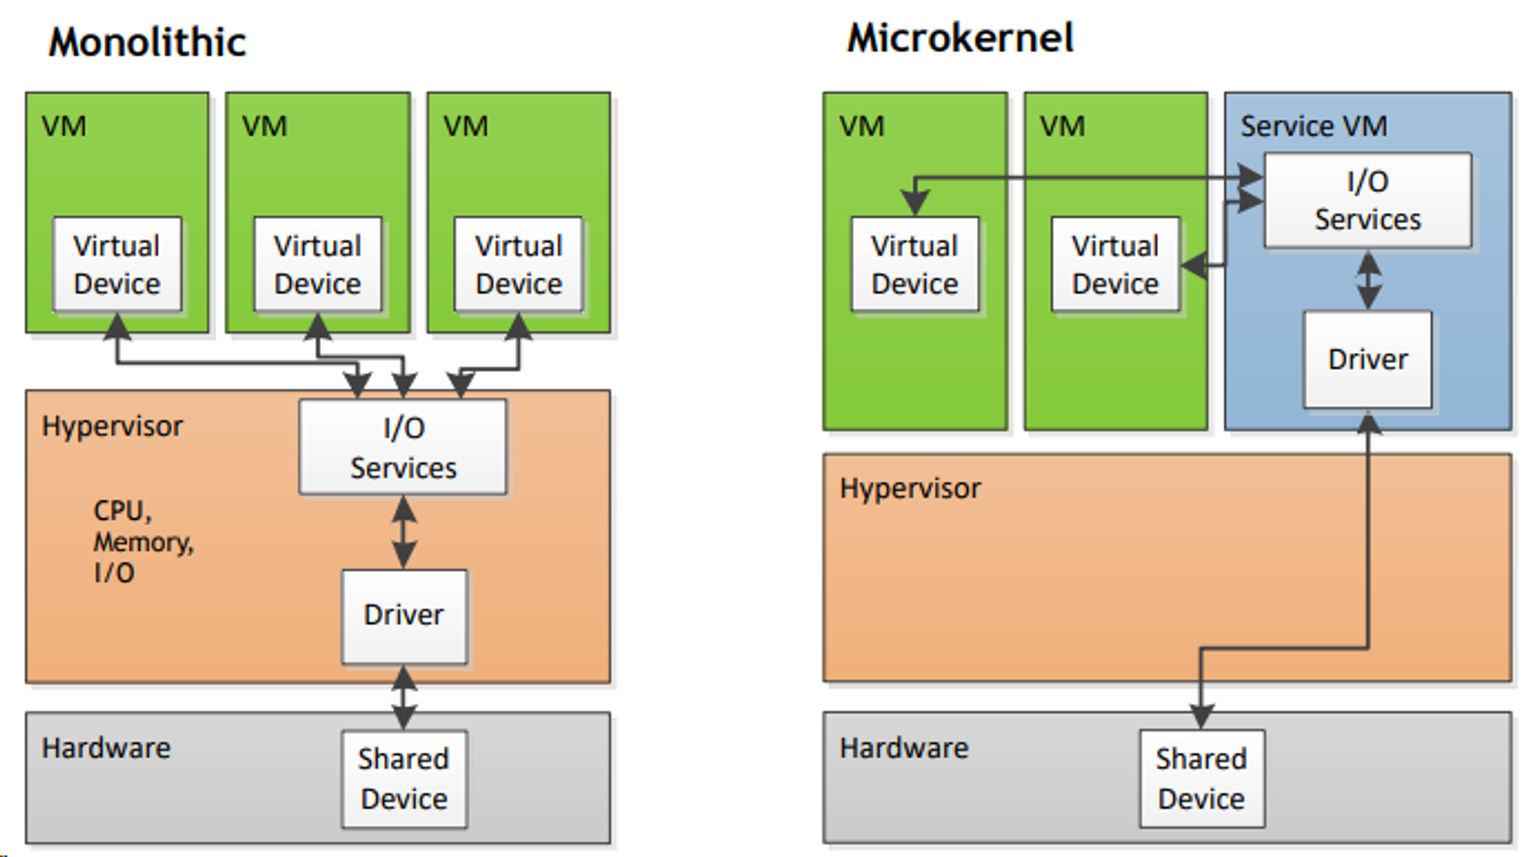 Monolithic
VM
VM
VM
Virtual
Device
Virtual
Device
Virtual
Device
Hypervisor
I/O
Services
CPU,
Memory,
I/O
Driver
Hardware
Shared
Device
Microkernel
VM
VM
Service VM
I/O
Services
Virtual
Device
Virtual
Device
Driver
Hypervisor
Hardware
Shared
Device